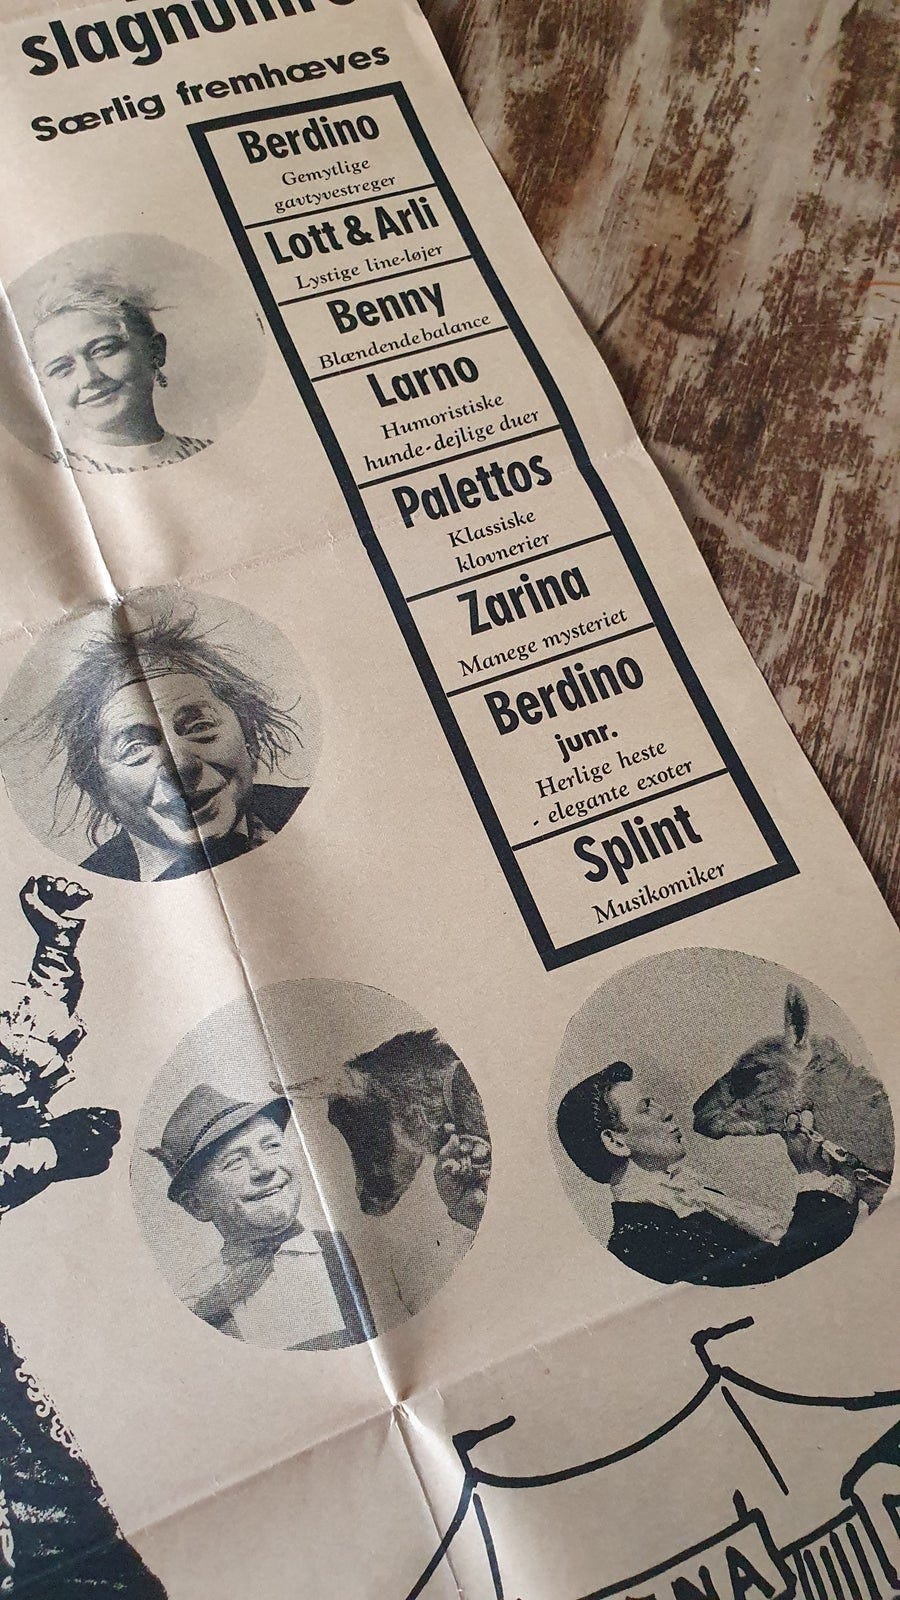 Særlig fremhæves
Berdino
Gemytlige
gavtyvestreger
Lott & Arli
Lystige line-løjer
Benny
Blændende balance
Larno
Humoristiske
hunde-dejlige duer
Palettos
Klassiske
klovnerier
Zarina
Manege mysteriet
Berdino
junr.
Herlige heste
- elegante exoter
Splint
Musikomiker